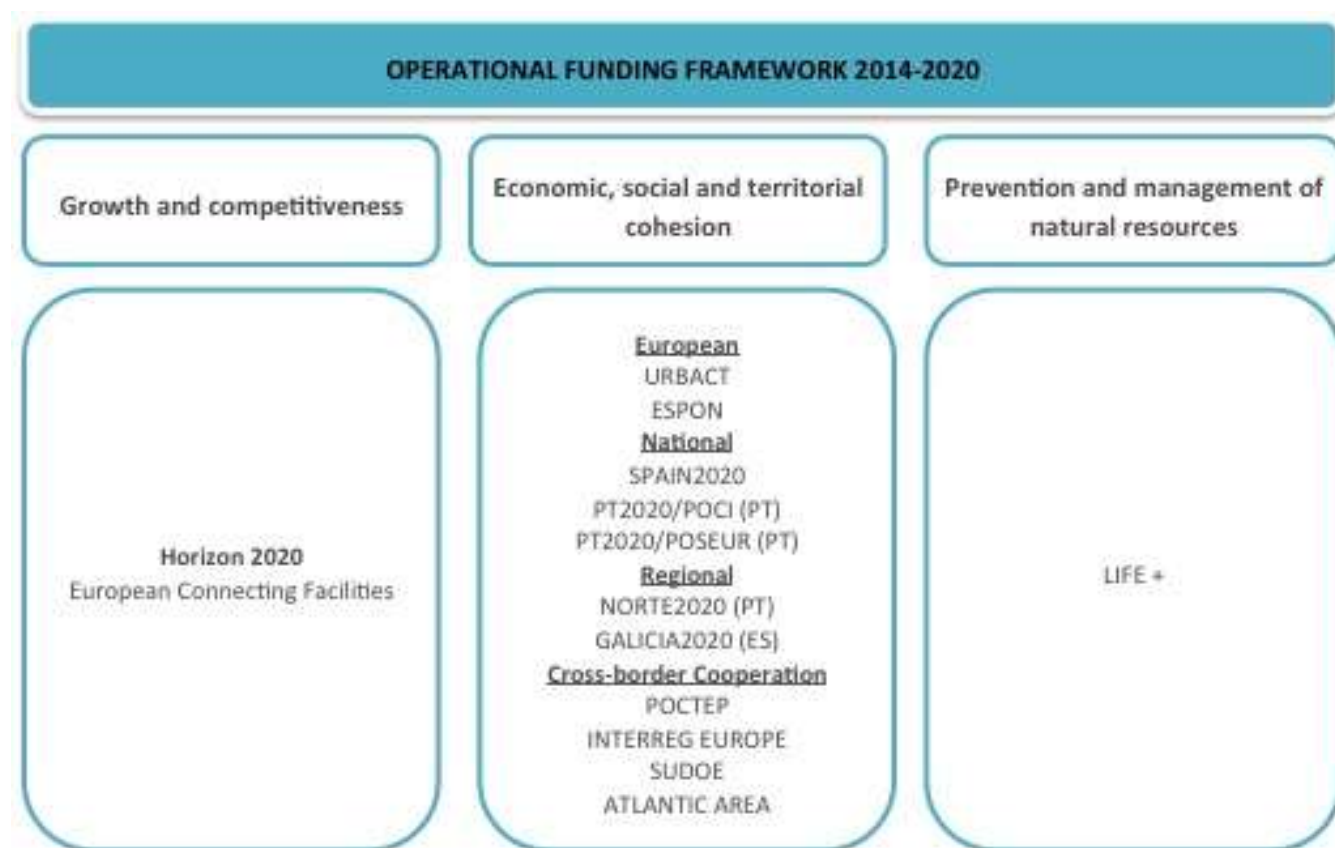 OPERATIONAL FUNDING FRAMEWORK 2014-2020
Growth and competitiveness
Economic, social and territorial
cohesion
Prevention and management of
natural resources
Horizon 2020
European Connecting Facilities
European
URBACT
ESPON
National
SPAIN2020
PT2020/POCI (PT)
PT2020/POSEUR (PT)
Regional
NORTE2020 (PT)
GALICIA2020 (ES)
Cross-border Cooperation
POCTEP
INTERREG EUROPE
SUDOE
ATLANTIC AREA
LIFE +